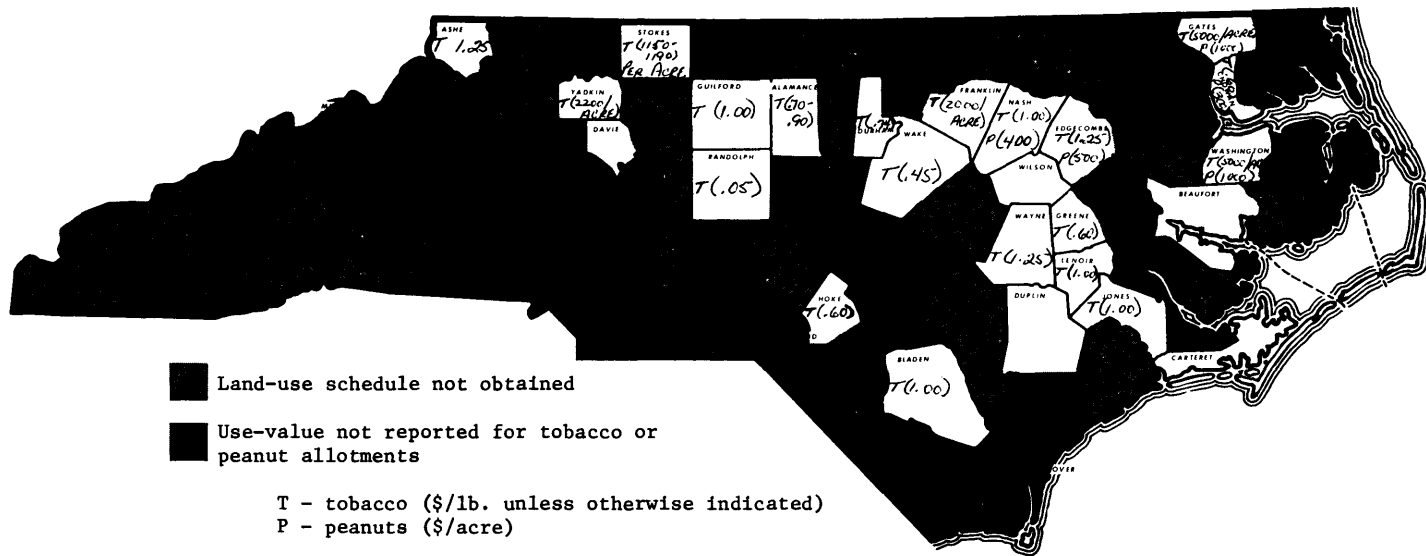 ASHE
T 1.25
STOKES
T(1150-
1190)
PER ACRE
YADKIN
T(2200/
ACRE)
DAVIE
GUILFORD
T (1.00)
RANDOLPH
T(.05)
ALAMANCE
T(.70-
.90)
DURHAM
WAKE
T(.45)
FRANKLIN
T(2000/
ACRE)
NASH
T(1.00)
P(400)
EDGECOMBE
T(1.25)
P(500)
WILSON
WAYNE
T(1.25)
GREENE
T(.60)
LENOIR
T(1.00)
JONES
T(1.00)
DUPLIN
GATES
T(5000/ACRE)
P(1000)
WASHINGTON
T(5000/AC)
P(1000)
BEAUFORT
CARTERET
HOKE
T(.60)
D
BLADEN
T(1.00)
OVER
Land-use schedule not obtained
Use-value not reported for tobacco or
peanut allotments
T - tobacco ($/lb. unless otherwise indicated)
P - peanuts ($/acre)